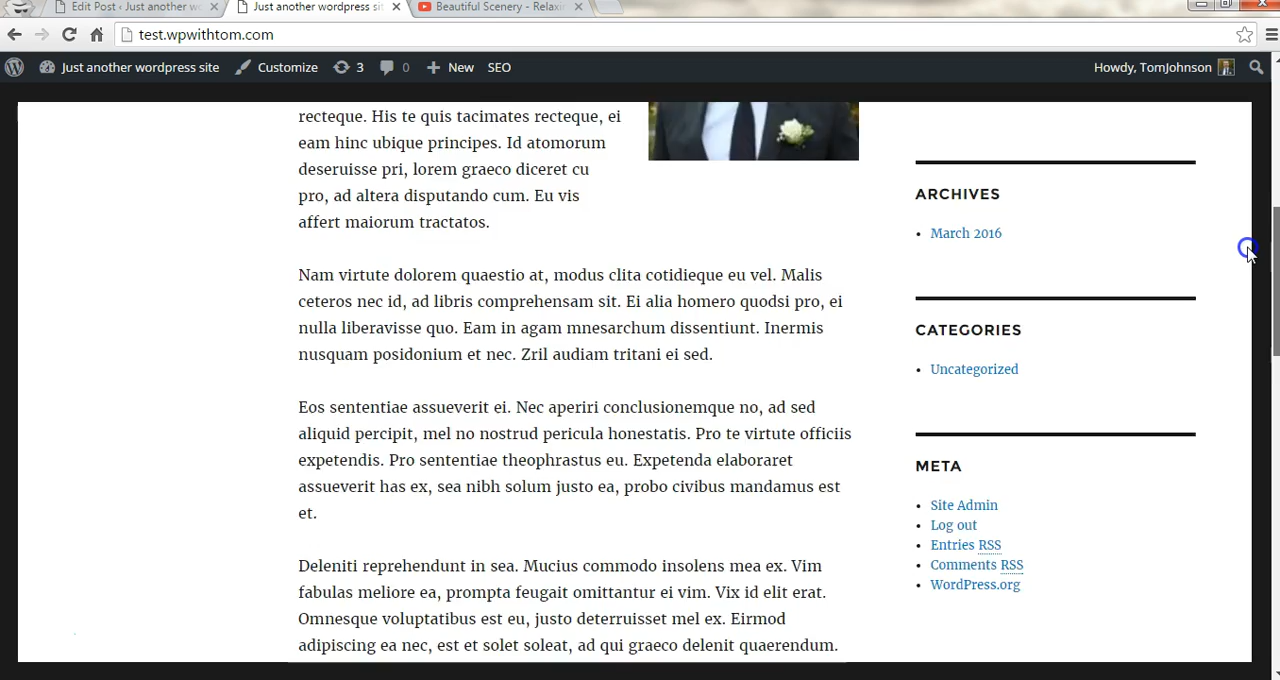 Edit Post ‹ Just another wo
Just another wordpress sit
Beautiful Scenery - Relaxin
test.wpwithtom.com
Just another wordpress site
Customize
3
0
New
SEO
Howdy, TomJohnson
recteque. His te quis tacimates recteque, ei
eam hinc ubique principes. Id atomorum
deseruisse pri, lorem graeco diceret cu
pro, ad altera disputando cum. Eu vis
affert maiorum tractatos.
Nam virtute dolorem quaestio at, modus clita cotidieque eu vel. Malis
ceteros nec id, ad libris comprehensam sit. Ei alia homero quodsi pro, ei
nulla liberavisse quo. Eam in agam mnesarchum dissentiunt. Inermis
nusquam posidonium et nec. Zril audiam tritani ei sed.
Eos sententiae assueverit ei. Nec aperiri conclusionemque no, ad sed
aliquid percipit, mel no nostrud pericula honestatis. Pro te virtute officiis
expetendis. Pro sententiae theophrastus eu. Expetenda elaboraret
assueverit has ex, sea nibh solum justo ea, probo civibus mandamus est
et.
Deleniti reprehendunt in sea. Mucius commodo insolens mea ex. Vim
fabulas meliore ea, prompta feugait omittantur ei vim. Vix id elit erat.
Omnesque voluptatibus est eu, justo deterruisset mel ex. Eirmod
adipiscing ea nec, est et solet soleat, ad qui graeco delenit quaerendum.
ARCHIVES
March 2016
CATEGORIES
Uncategorized
META
Site Admin
Log out
Entries RSS
Comments RSS
WordPress.org